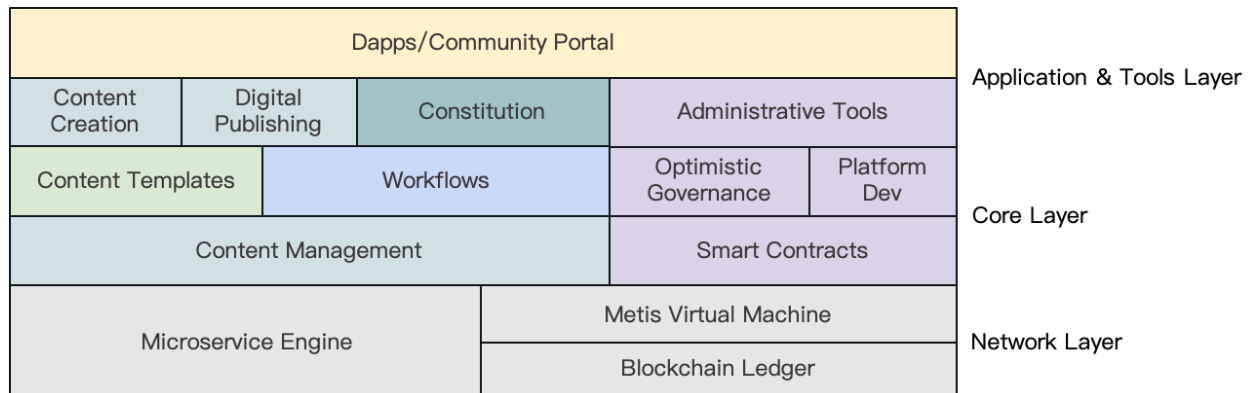 Dapps/Community Portal
Application & Tools Layer
Content
Creation
Digital
Publishing
Constitution
Administrative Tools
Content Templates
Workflows
Optimistic
Governance
Platform
Dev
Core Layer
Content Management
Smart Contracts
Microservice Engine
Metis Virtual Machine
Network Layer
Blockchain Ledger